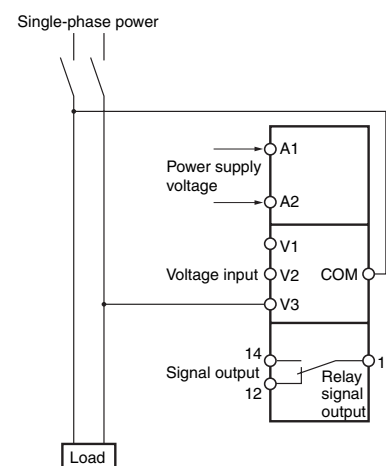 Single-phase power
A1
Power supply
voltage
A2
V1
Voltage input
V2
COM
V3
14
Signal output
12
Relay
signal
output
Load